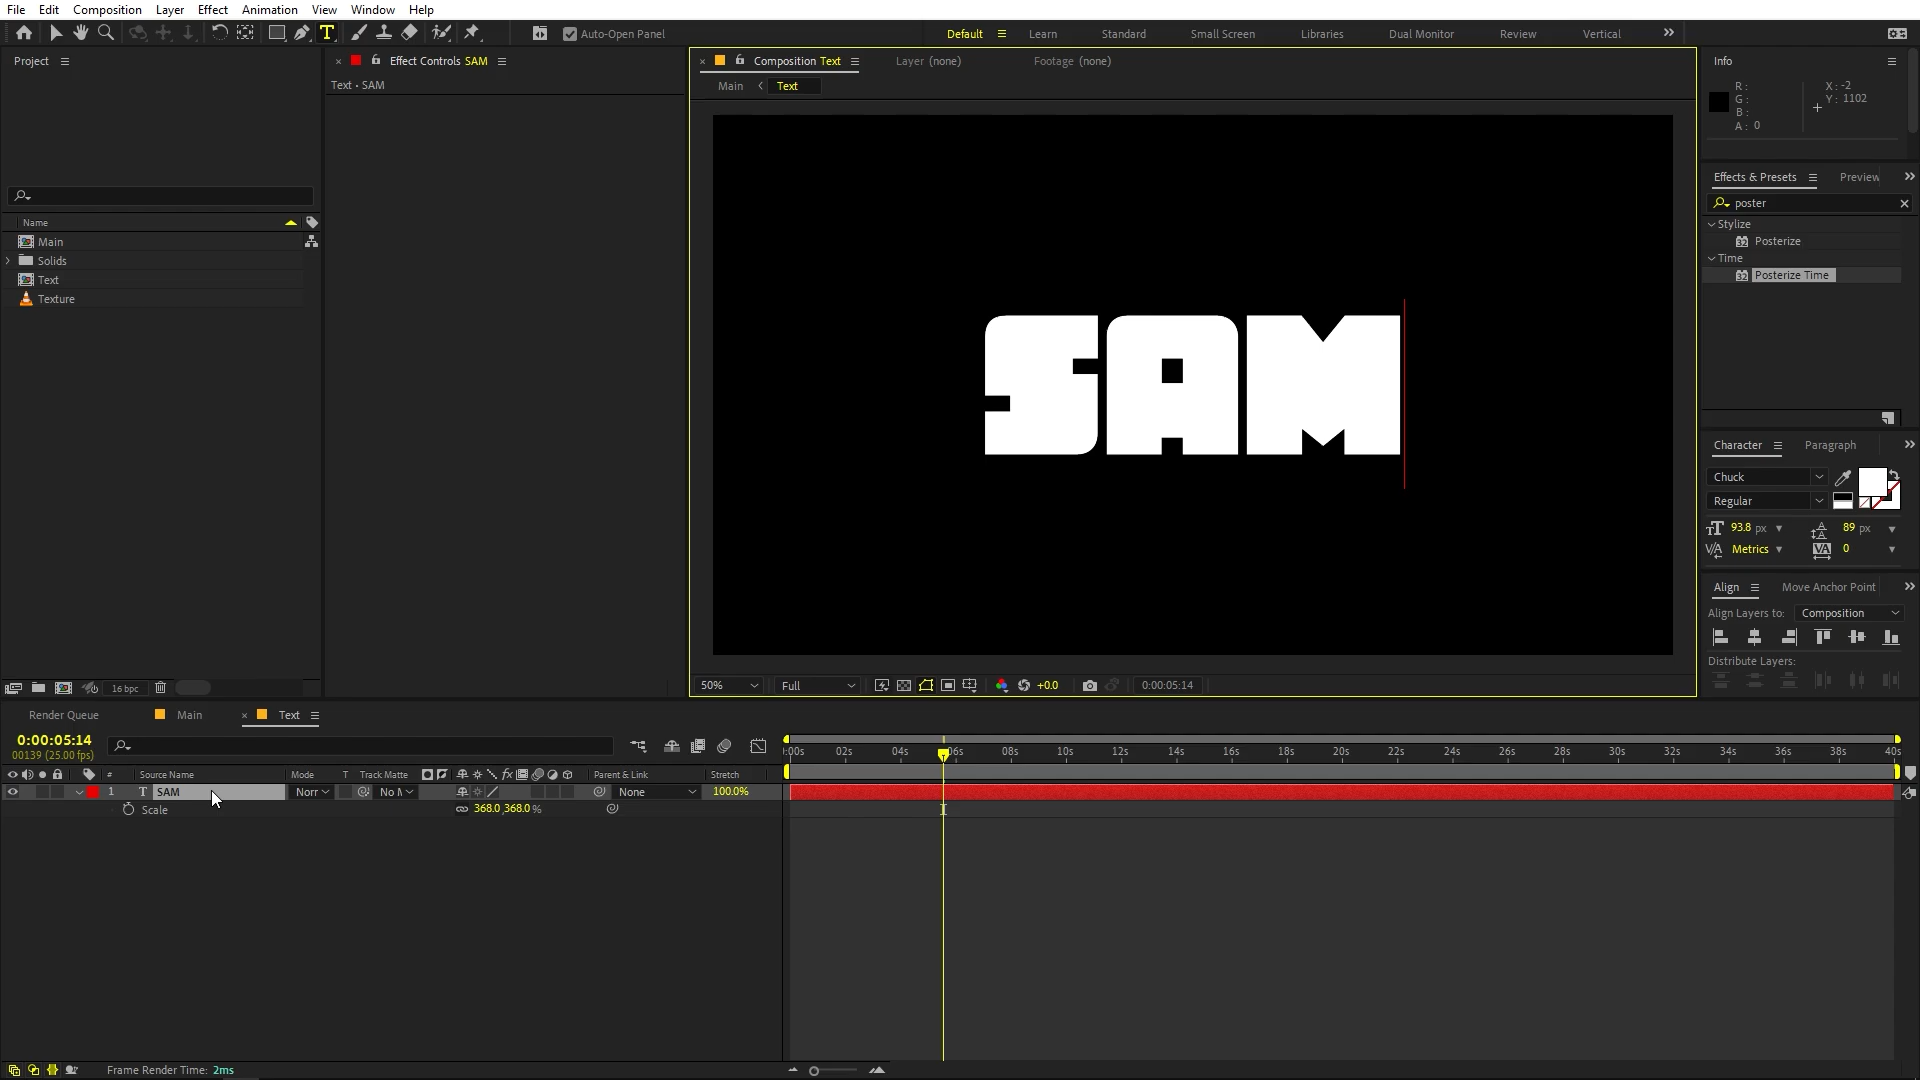 File Edit Composition Layer Effect Animation View Window Help
Auto-Open Panel
Default Learn Standard Small Screen Libraries Dual Monitor Review Vertical
Project
Effect Controls SAM
Text • SAM
Composition Text
Layer (none)
Footage (none)
Main Text
SAM
Info
R:
G:
B:
A: 0
X: -2
Y: 1102
Effects & Presets
Preview
poster
Stylize
32 Posterize
Time
32 Posterize Time
Character
Paragraph
Chuck
Regular
93.8 px
89 px
Metrics
0
Align
Move Anchor Point
Align Layers to: Composition
Distribute Layers:
Name
Main
Solids
Text
Texture
16 bpc
50%
Full
+0.0
0:00:05:14
Render Queue
Main
Text
0:00:05:14
00139 (25.00 fps)
# Source Name Mode T Track Matte fx Parent & Link Stretch
1 T SAM Norr No M None 100.0%
Scale 368.0,368.0 %
:00s 02s 04s 06s 08s 10s 12s 14s 16s 18s 20s 22s 24s 26s 28s 30s 32s 34s 36s 38s 40s
Frame Render Time: 2ms